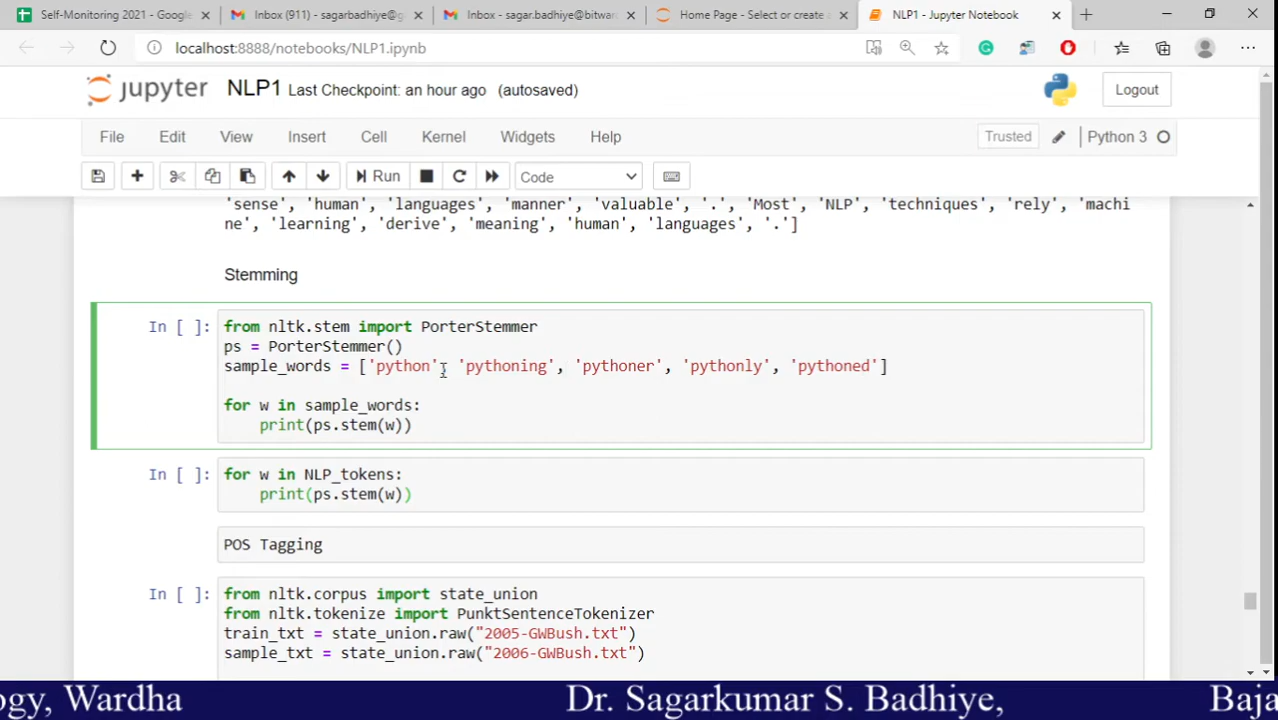 Self-Monitoring 2021 - Google
Inbox (911) - sagarbadhiye@g
Inbox - sagar.badhiye@bitwar
Home Page - Select or create a
NLP1 - Jupyter Notebook
localhost:8888/notebooks/NLP1.ipynb
jupyter NLP1 Last Checkpoint: an hour ago (autosaved)
Logout
File Edit View Insert Cell Kernel Widgets Help
Trusted
Python 3
Run
Code
'sense', 'human', 'languages', 'manner', 'valuable', '.', 'Most', 'NLP', 'techniques', 'rely', 'machi
ne', 'learning', 'derive', 'meaning', 'human', 'languages', '.']
Stemming
In [ ]: from nltk.stem import PorterStemmer
ps = PorterStemmer()
sample_words = ['python', 'pythoning', 'pythoner', 'pythonly', 'pythoned']
for w in sample_words:
print(ps.stem(w))
In [ ]: for w in NLP_tokens:
print(ps.stem(w))
POS Tagging
In [ ]: from nltk.corpus import state_union
from nltk.tokenize import PunktSentenceTokenizer
train_txt = state_union.raw("2005-GWBush.txt")
sample_txt = state_union.raw("2006-GWBush.txt")
ogy, Wardha Dr. Sagarkumar S. Badhiye, Baja